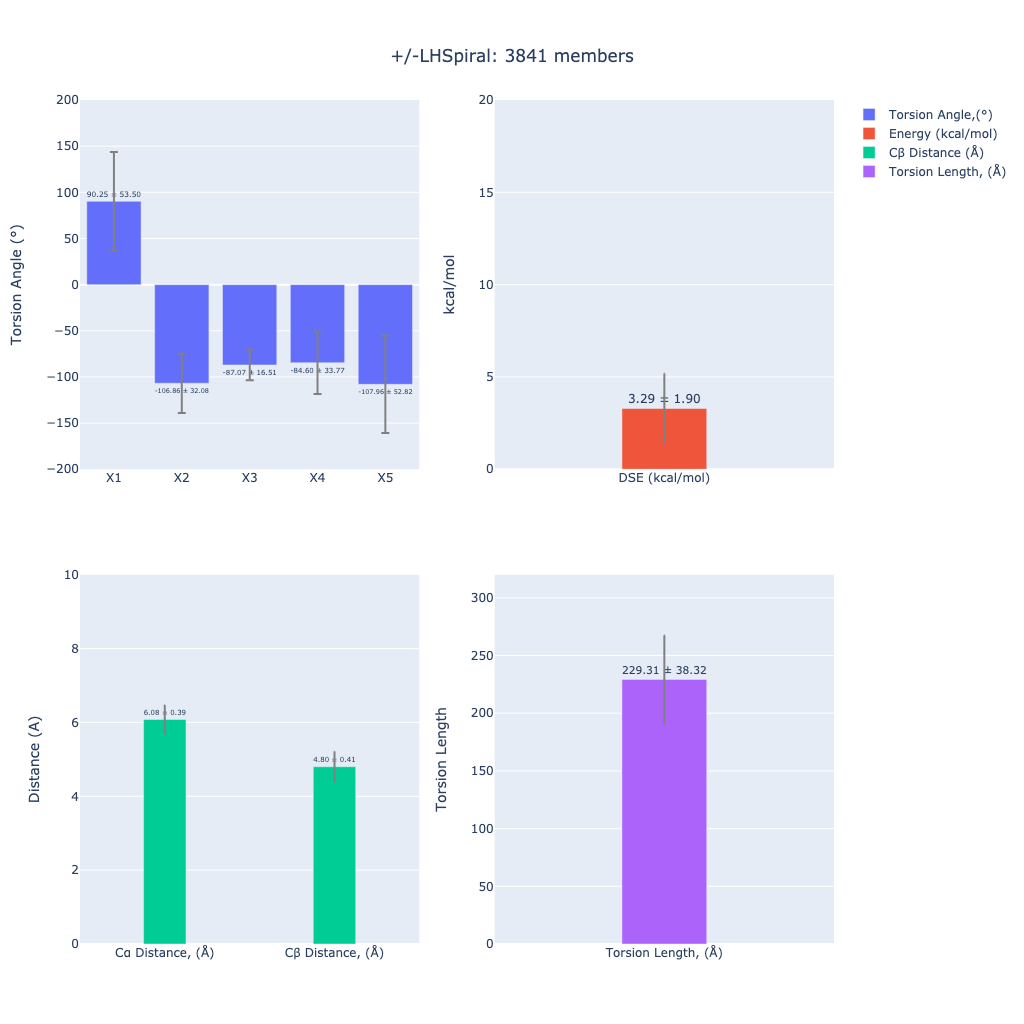 +/-LHSpiral: 3841 members
Torsion Angle,(°)
Energy (kcal/mol)
Cβ Distance (Å)
Torsion Length, (Å)
Torsion Angle (°)
200
150
100
50
0
−50
−100
−150
−200
90.25 ± 53.50
-106.86 ± 32.08
-87.07 ± 16.51
-84.60 ± 33.77
-107.96 ± 52.82
X1 X2 X3 X4 X5
kcal/mol
20
15
10
5
0
3.29 ± 1.90
DSE (kcal/mol)
Distance (A)
10
8
6
4
2
0
6.08 ± 0.39
4.80 ± 0.41
Cα Distance, (Å) Cβ Distance, (Å)
Torsion Length
300
250
200
150
100
50
0
229.31 ± 38.32
Torsion Length, (Å)